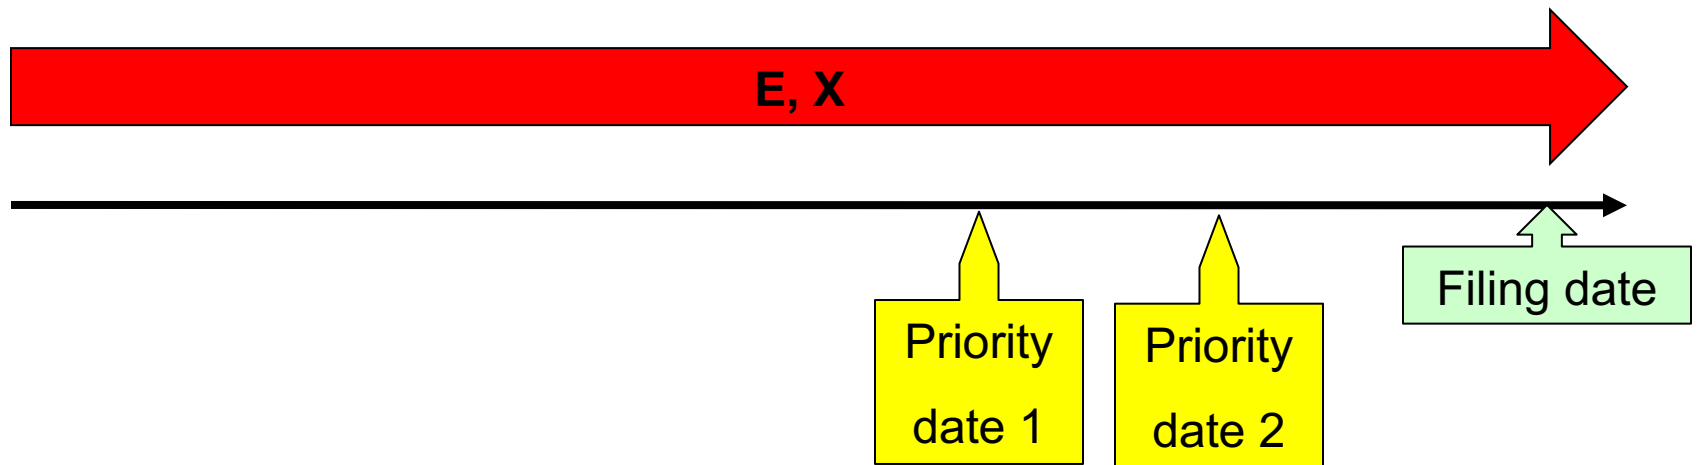 E, X
Filing date
Priority
date 1
Priority
date 2